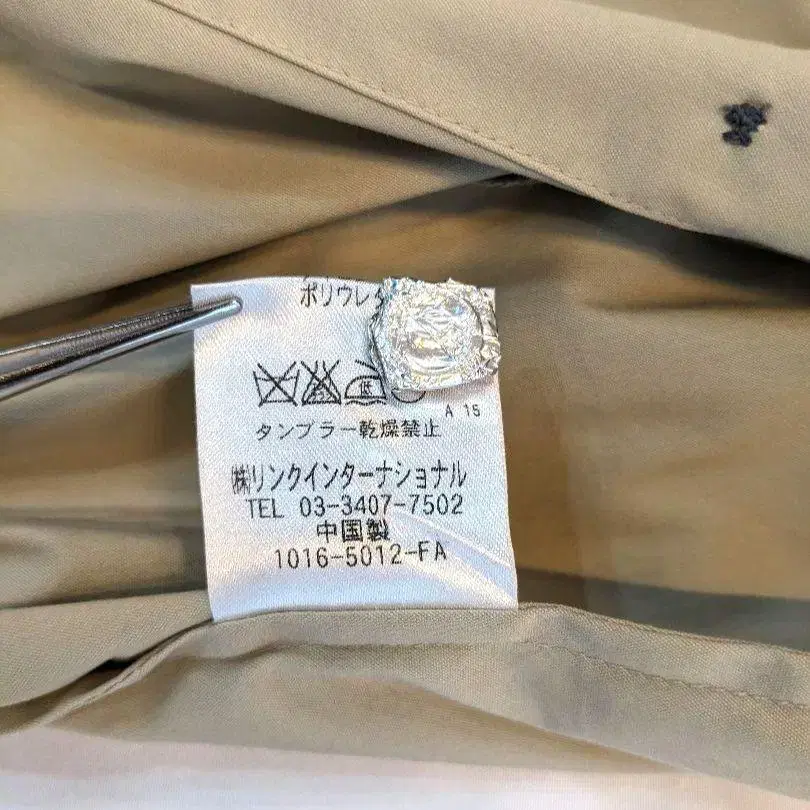 ポリウレタ
低
A 15
タンブラー乾燥禁止
㈱リンクインターナショナル
TEL 03-3407-7502
中国製
1016-5012-FA